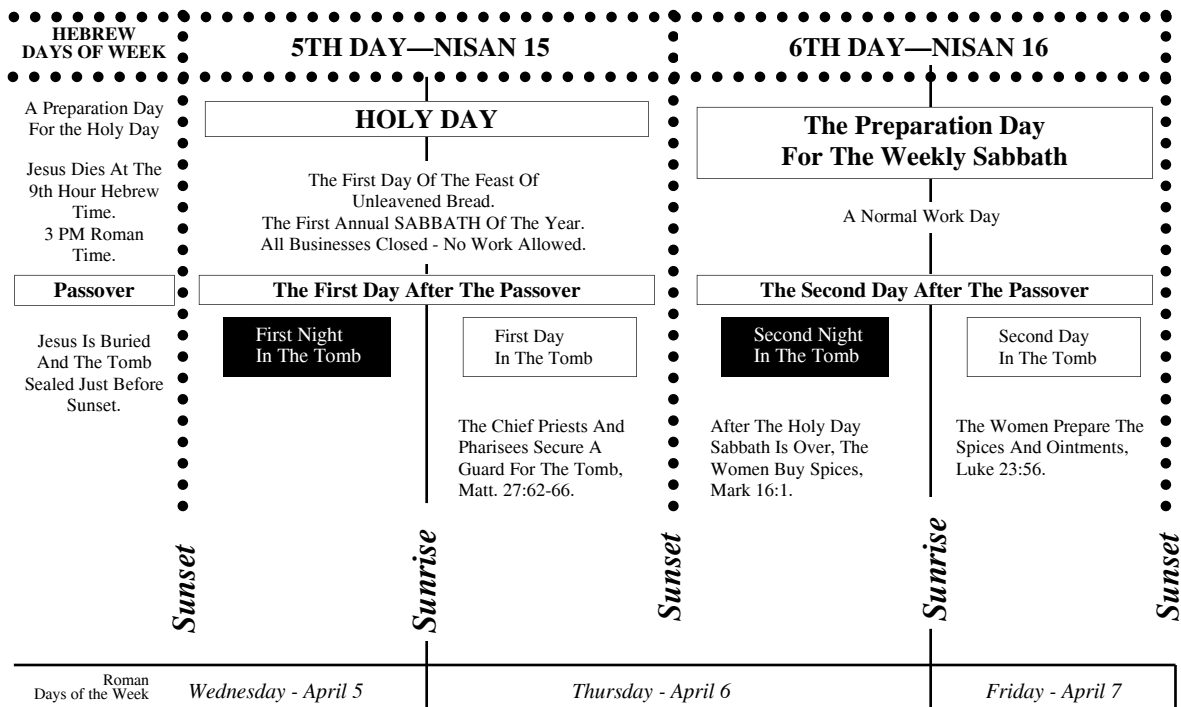 HEBREW
DAYS OF WEEK
5TH DAY—NISAN 15
6TH DAY—NISAN 16
A Preparation Day
For the Holy Day
Jesus Dies At The
9th Hour Hebrew
Time.
3 PM Roman
Time.
HOLY DAY
The First Day Of The Feast Of
Unleavened Bread.
The First Annual SABBATH Of The Year.
All Businesses Closed - No Work Allowed.
The Preparation Day
For The Weekly Sabbath
A Normal Work Day
Passover
The First Day After The Passover
The Second Day After The Passover
Jesus Is Buried
And The Tomb
Sealed Just Before
Sunset.
First Night
In The Tomb
First Day
In The Tomb
Second Night
In The Tomb
Second Day
In The Tomb
The Chief Priests And
Pharisees Secure A
Guard For The Tomb,
Matt. 27:62-66.
After The Holy Day
Sabbath Is Over, The
Women Buy Spices,
Mark 16:1.
The Women Prepare The
Spices And Ointments,
Luke 23:56.
Sunset
Sunrise
Sunset
Sunrise
Sunset
Roman
Days of the Week
Wednesday - April 5
Thursday - April 6
Friday - April 7